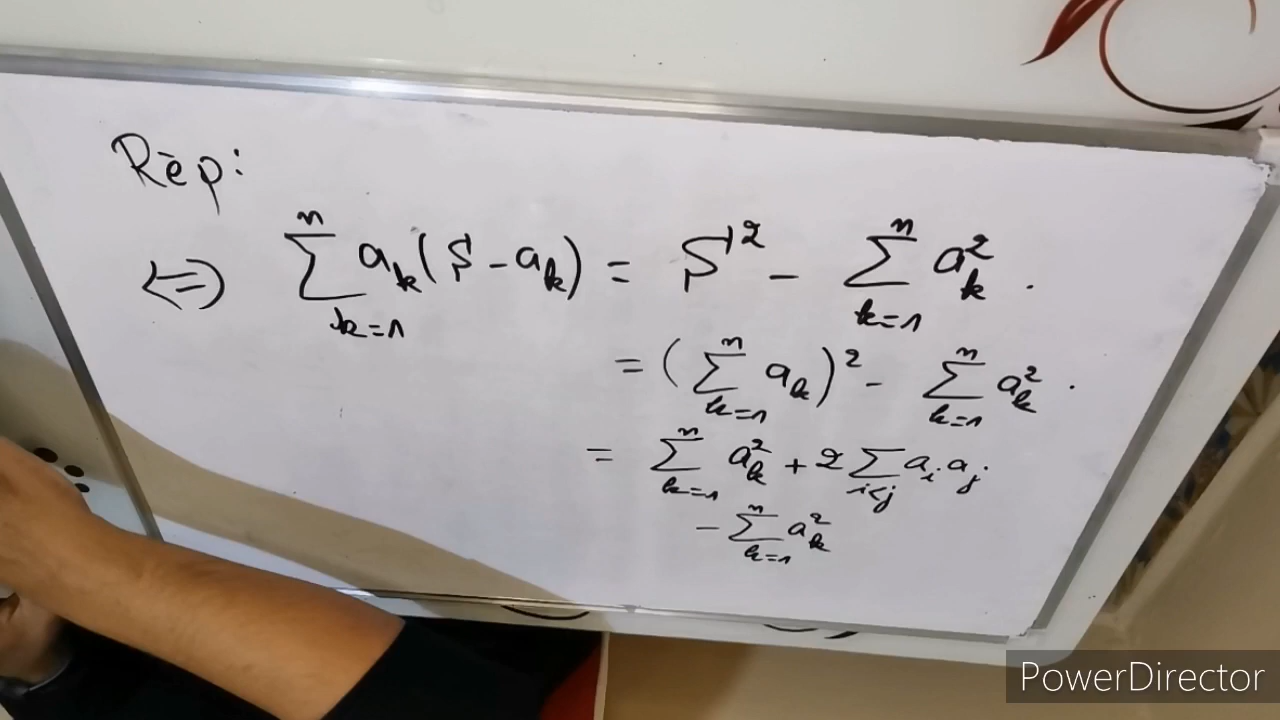 Rép:
⇔ ∑_{k=1}^{n} a_k(S - a_k) = S² - ∑_{k=1}^{n} a_k².
= (∑_{k=1}^{n} a_k)² - ∑_{k=1}^{n} a_k².
= ∑_{k=1}^{n} a_k² + 2∑_{i<j} a_i a_j
- ∑_{k=1}^{n} a_k²
PowerDirector